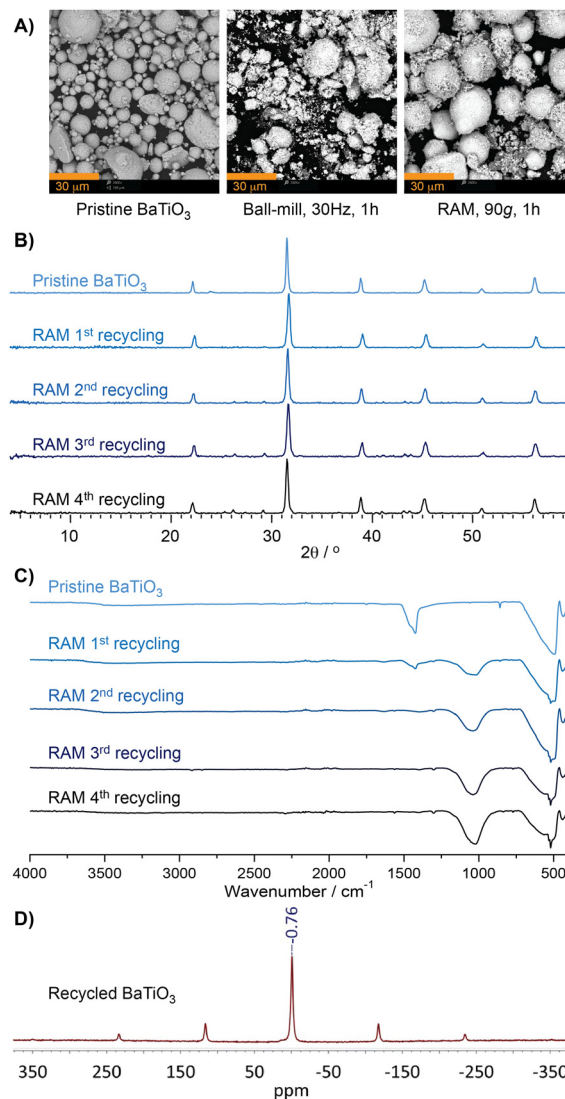 A)
30 µm
30 µm
30 µm
Pristine BaTiO3
Ball-mill, 30Hz, 1h
RAM, 90g, 1h
B)
Pristine BaTiO3
RAM 1st recycling
RAM 2nd recycling
RAM 3rd recycling
RAM 4th recycling
10 20 30 40 50
2θ / °
C)
Pristine BaTiO3
RAM 1st recycling
RAM 2nd recycling
RAM 3rd recycling
RAM 4th recycling
4000 3500 3000 2500 2000 1500 1000 500
Wavenumber / cm-1
D)
-0.76
Recycled BaTiO3
350 250 150 50 -50 -150 -250 -350
ppm